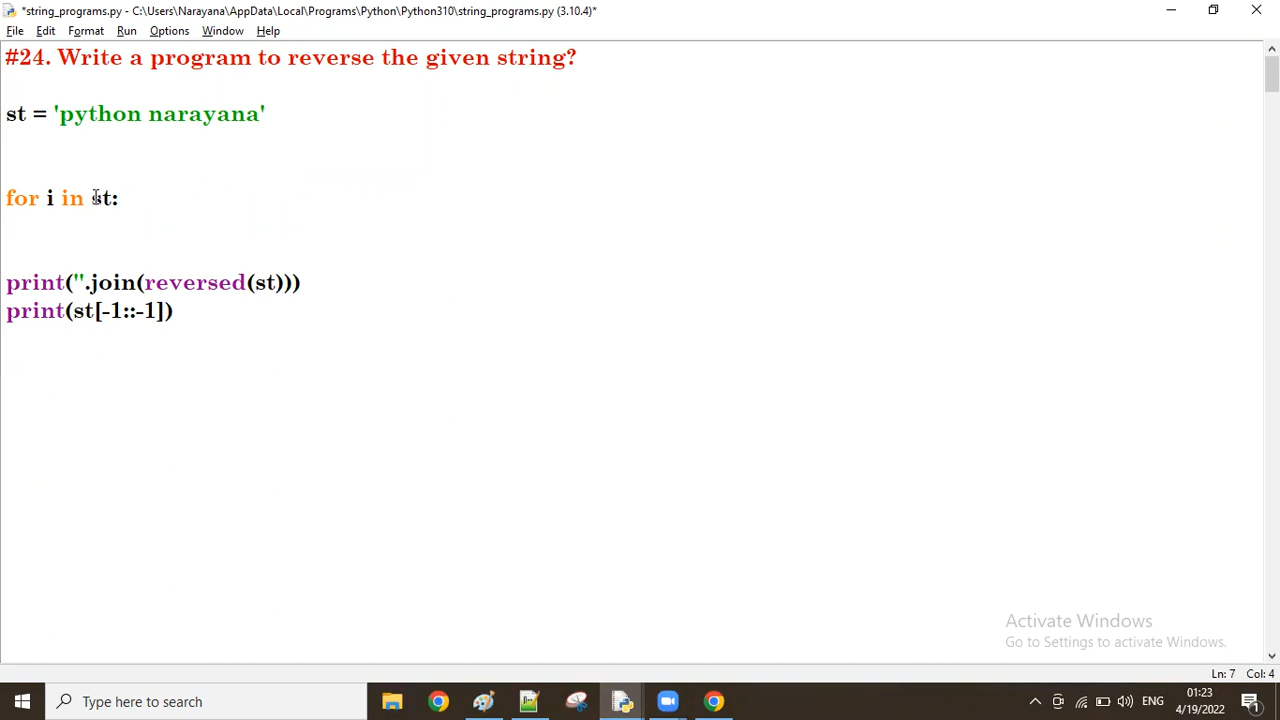 *string_programs.py - C:\Users\Narayana\AppData\Local\Programs\Python\Python310\string_programs.py (3.10.4)*
File Edit Format Run Options Window Help
#24. Write a program to reverse the given string?
st = 'python narayana'
for i in st:
print(''.join(reversed(st)))
print(st[-1::-1])
Activate Windows
Go to Settings to activate Windows.
Ln: 7 Col: 4
Type here to search
ENG
01:23
4/19/2022
1